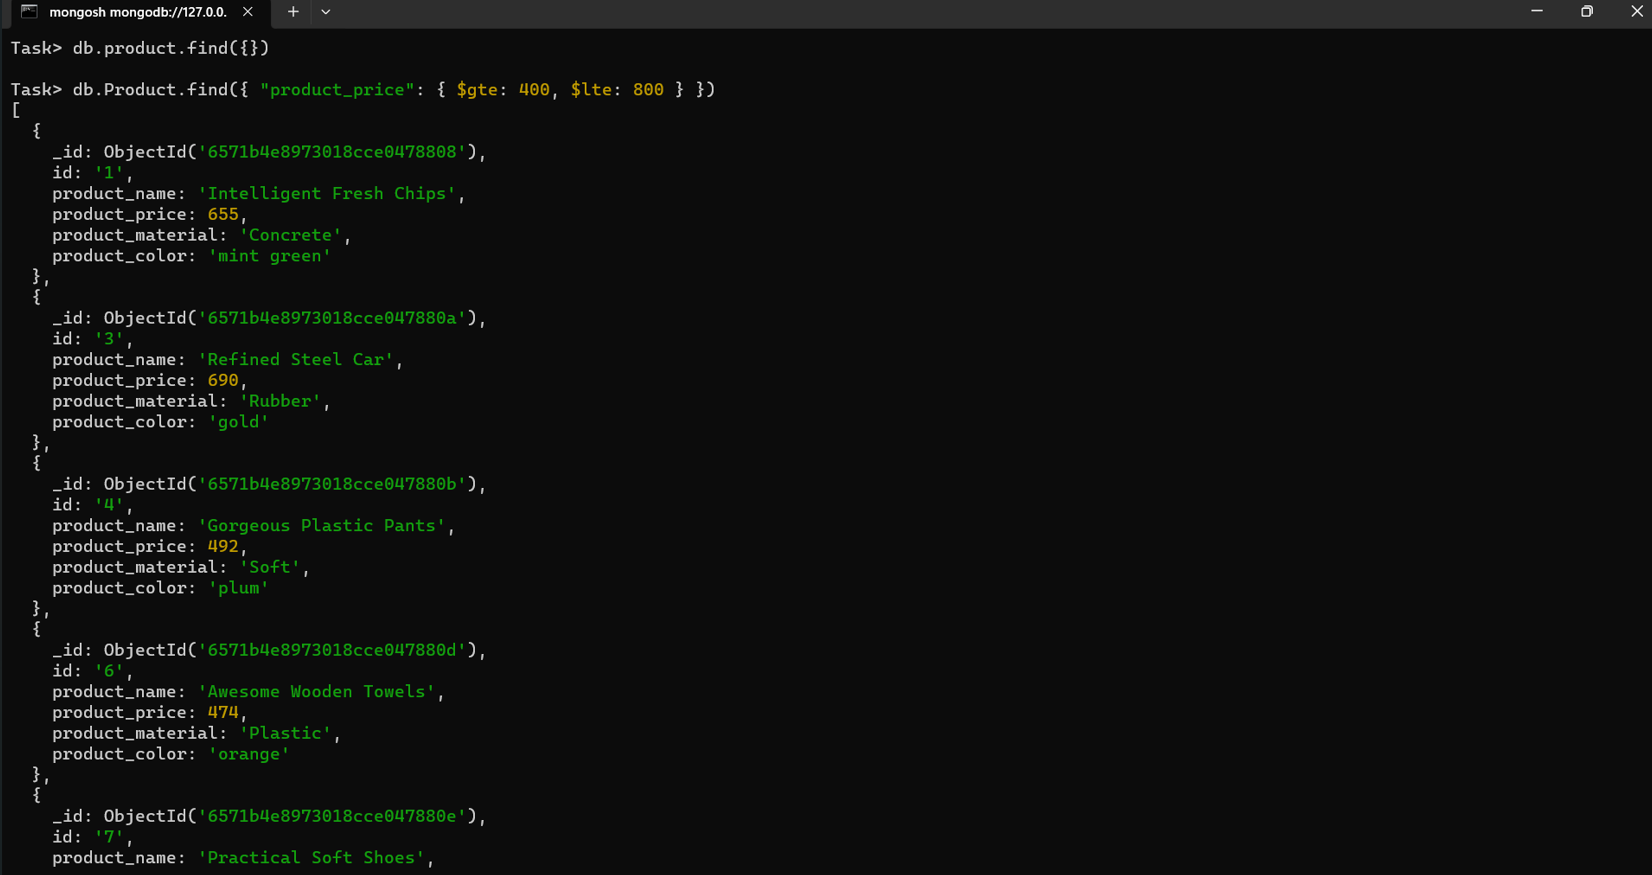 mongosh mongodb://127.0.0.
Task> db.product.find({})
Task> db.Product.find({ "product_price": { $gte: 400, $lte: 800 } })
[
  {
    _id: ObjectId('6571b4e8973018cce0478808'),
    id: '1',
    product_name: 'Intelligent Fresh Chips',
    product_price: 655,
    product_material: 'Concrete',
    product_color: 'mint green'
  },
  {
    _id: ObjectId('6571b4e8973018cce047880a'),
    id: '3',
    product_name: 'Refined Steel Car',
    product_price: 690,
    product_material: 'Rubber',
    product_color: 'gold'
  },
  {
    _id: ObjectId('6571b4e8973018cce047880b'),
    id: '4',
    product_name: 'Gorgeous Plastic Pants',
    product_price: 492,
    product_material: 'Soft',
    product_color: 'plum'
  },
  {
    _id: ObjectId('6571b4e8973018cce047880d'),
    id: '6',
    product_name: 'Awesome Wooden Towels',
    product_price: 474,
    product_material: 'Plastic',
    product_color: 'orange'
  },
  {
    _id: ObjectId('6571b4e8973018cce047880e'),
    id: '7',
    product_name: 'Practical Soft Shoes',